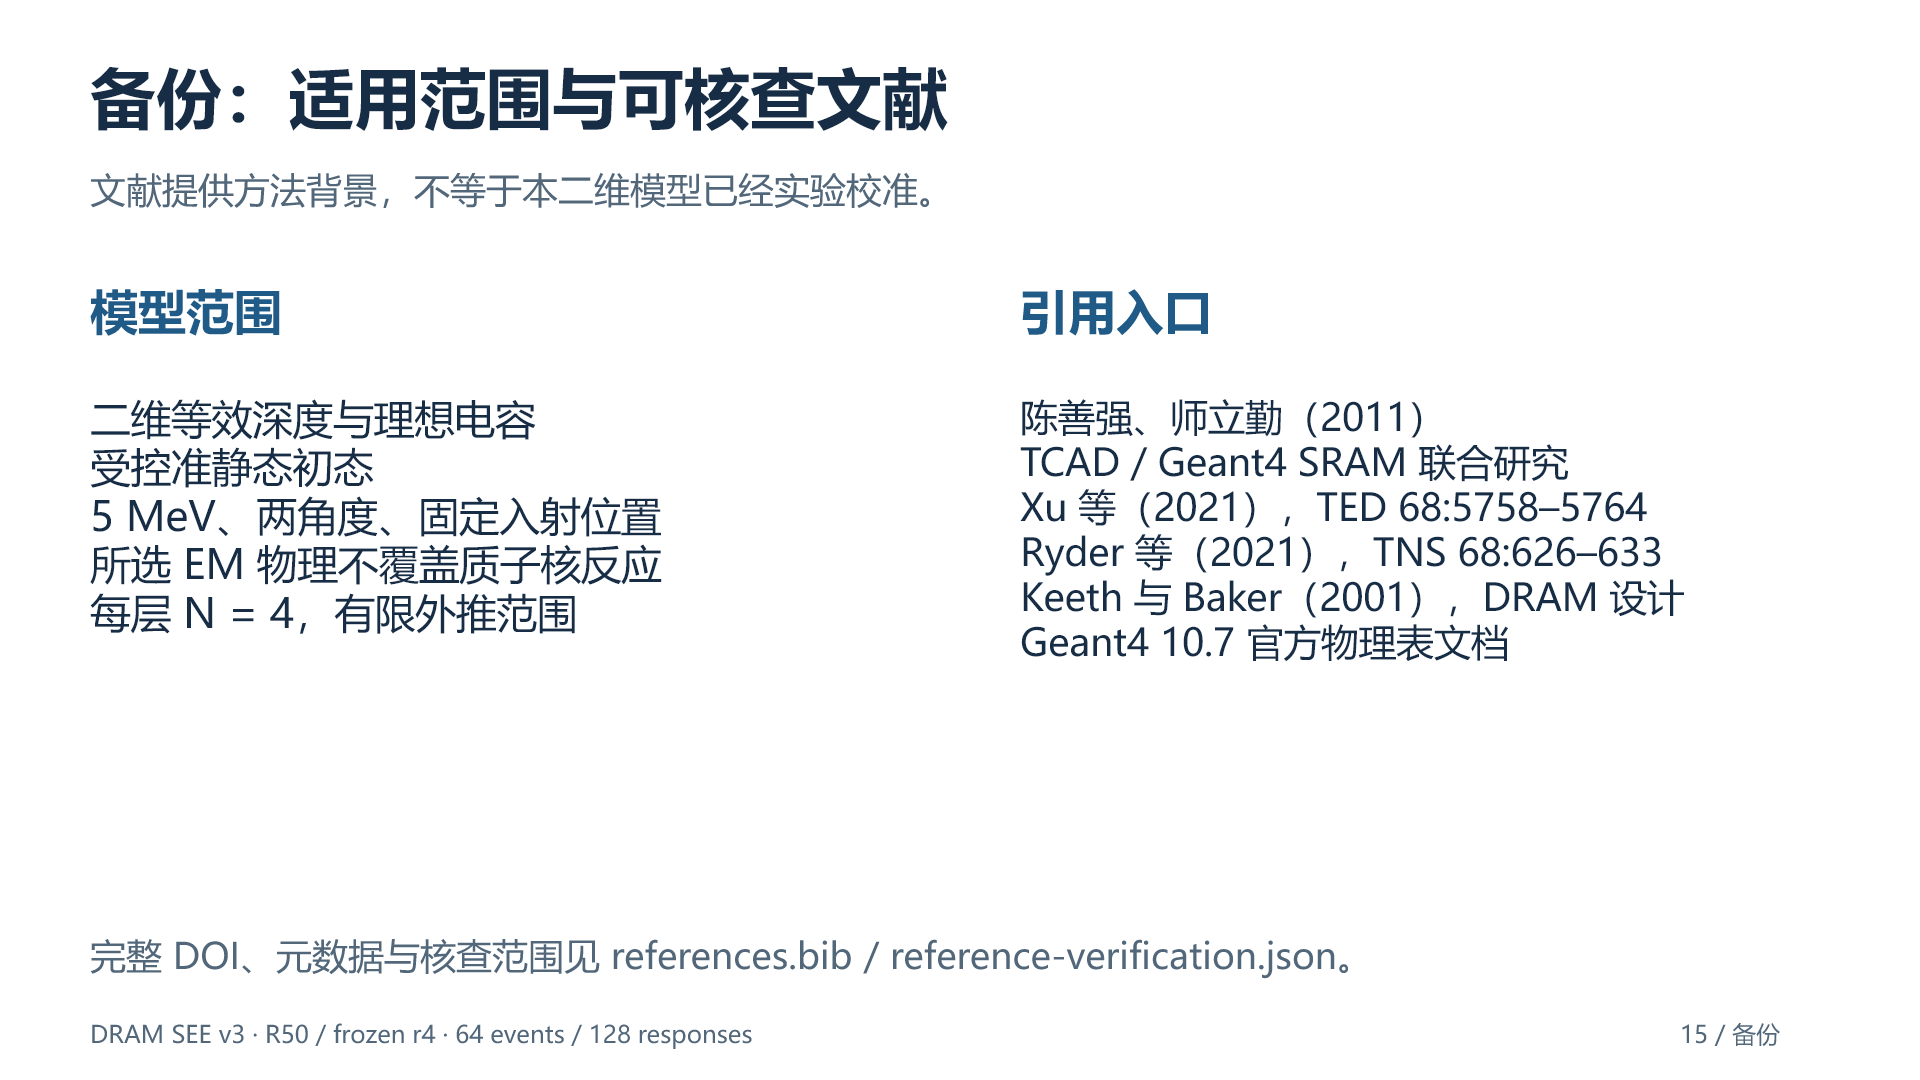 备份：适用范围与可核查文献
文献提供方法背景，不等于本二维模型已经实验校准。
模型范围
二维等效深度与理想电容
受控准静态初态
5 MeV、两角度、固定入射位置
所选 EM 物理不覆盖质子核反应
每层 N = 4，有限外推范围
引用入口
陈善强、师立勤（2011）
TCAD / Geant4 SRAM 联合研究
Xu 等（2021），TED 68:5758–5764
Ryder 等（2021），TNS 68:626–633
Keeth 与 Baker（2001），DRAM 设计
Geant4 10.7 官方物理表文档
完整 DOI、元数据与核查范围见 references.bib / reference-verification.json。
DRAM SEE v3 · R50 / frozen r4 · 64 events / 128 responses
15 / 备份